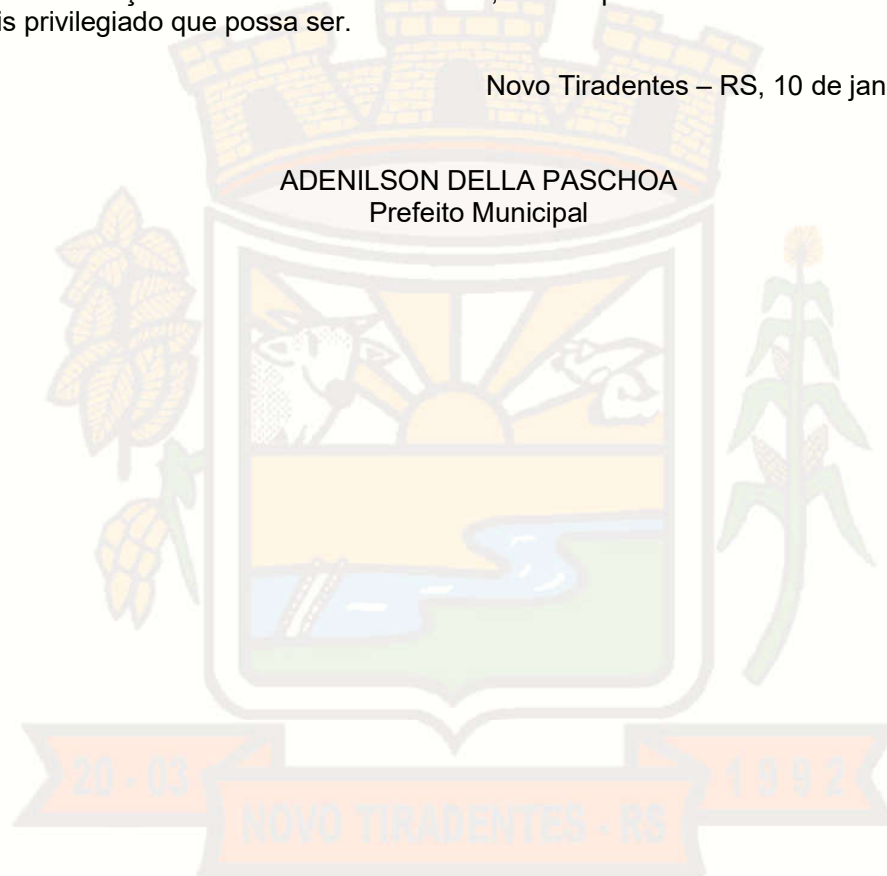 is privilegiado que possa ser.
Novo Tiradentes – RS, 10 de jan
ADENILSON DELLA PASCHOA
Prefeito Municipal
20 - 03
1992
NOVO TIRADENTES - RS